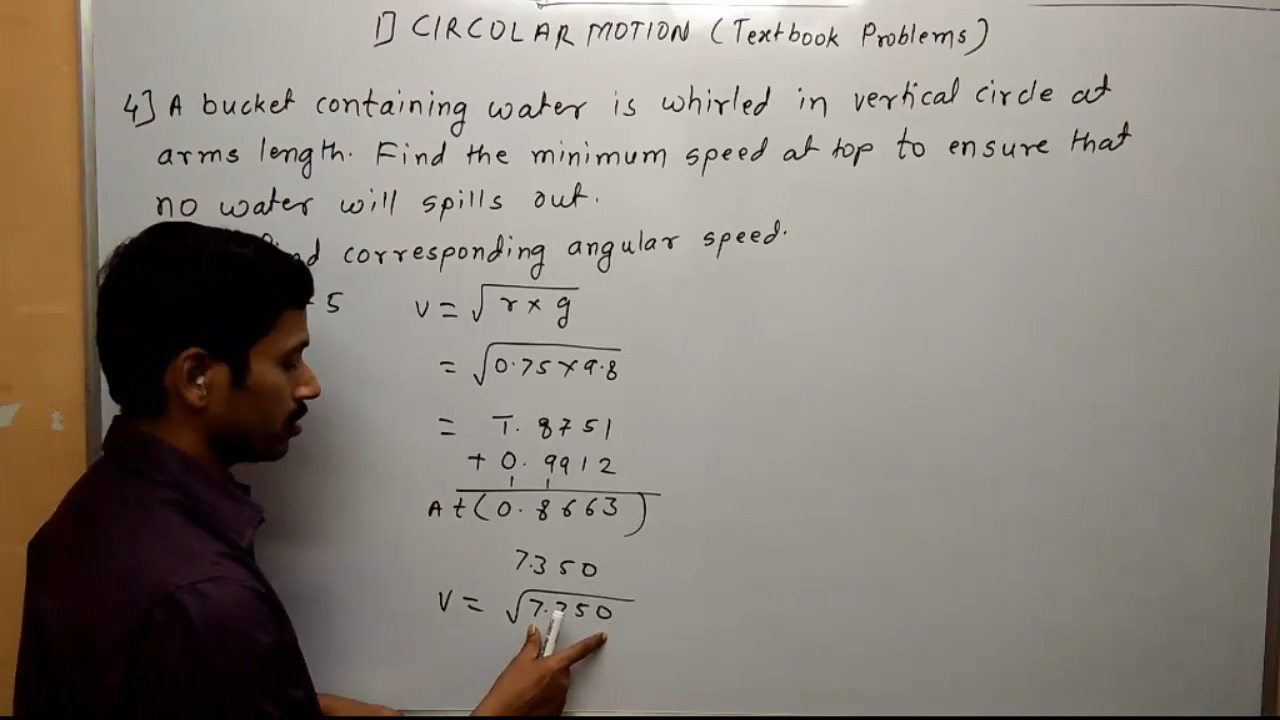 1] CIRCULAR MOTION (Textbook Problems)
4] A bucket containing water is whirled in vertical circle at
arms length. Find the minimum speed at top to ensure that
no water will spills out.
corresponding angular speed.
5
v = √r × g
= √0.75 × 9.8
= T. 8751
+ 0. 9912
At (0. 8663)
7.350
V = √7.350